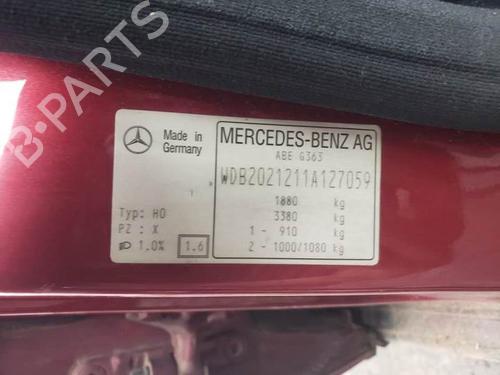 Made in
Germany
MERCEDES-BENZ AG
ABE G363
WDB2021211A127059
1880 kg
3380 kg
Typ: HO
1 - 910 kg
PZ : X
2 - 1000/1080 kg
1.0%
1.6
B-PARTS